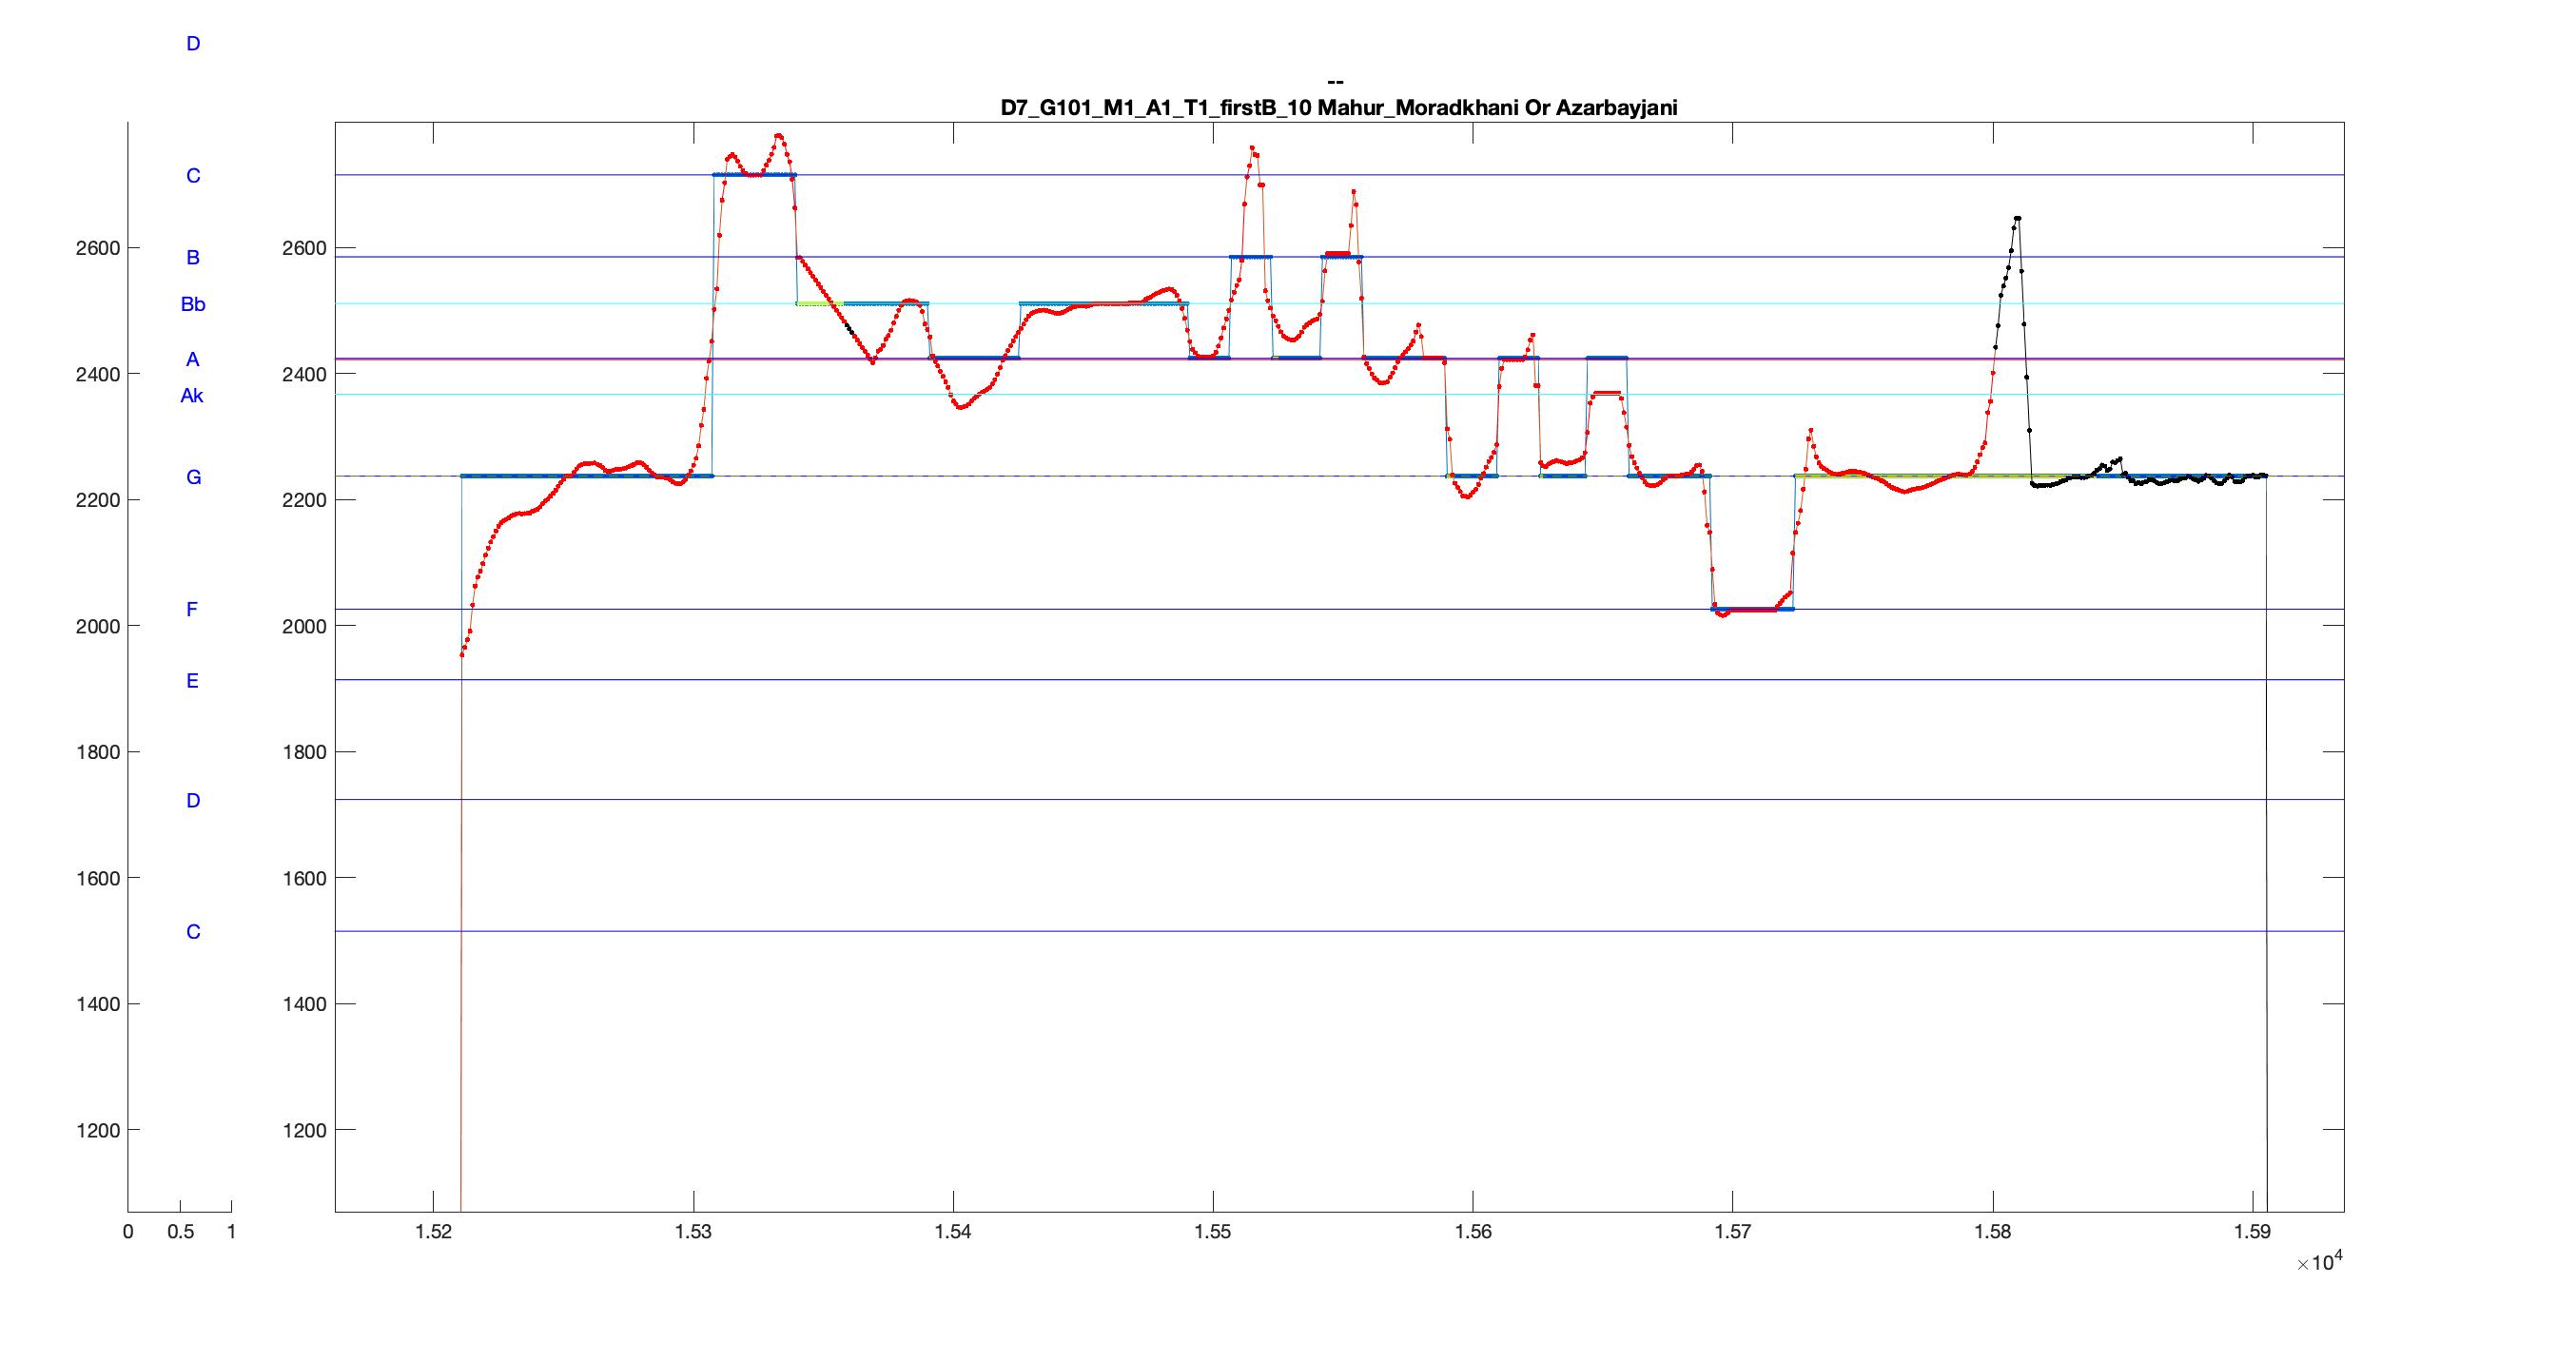 D
--
D7_G101_M1_A1_T1_firstB_10 Mahur_Moradkhani Or Azarbayjani
C
2600
2600
B
Bb
A
2400
2400
Ak
G
2200
2200
F
2000
2000
E
1800
1800
D
1600
1600
C
1400
1400
1200
1200
0 0.5 1
1.52 1.53 1.54 1.55 1.56 1.57 1.58 1.59
×10⁴